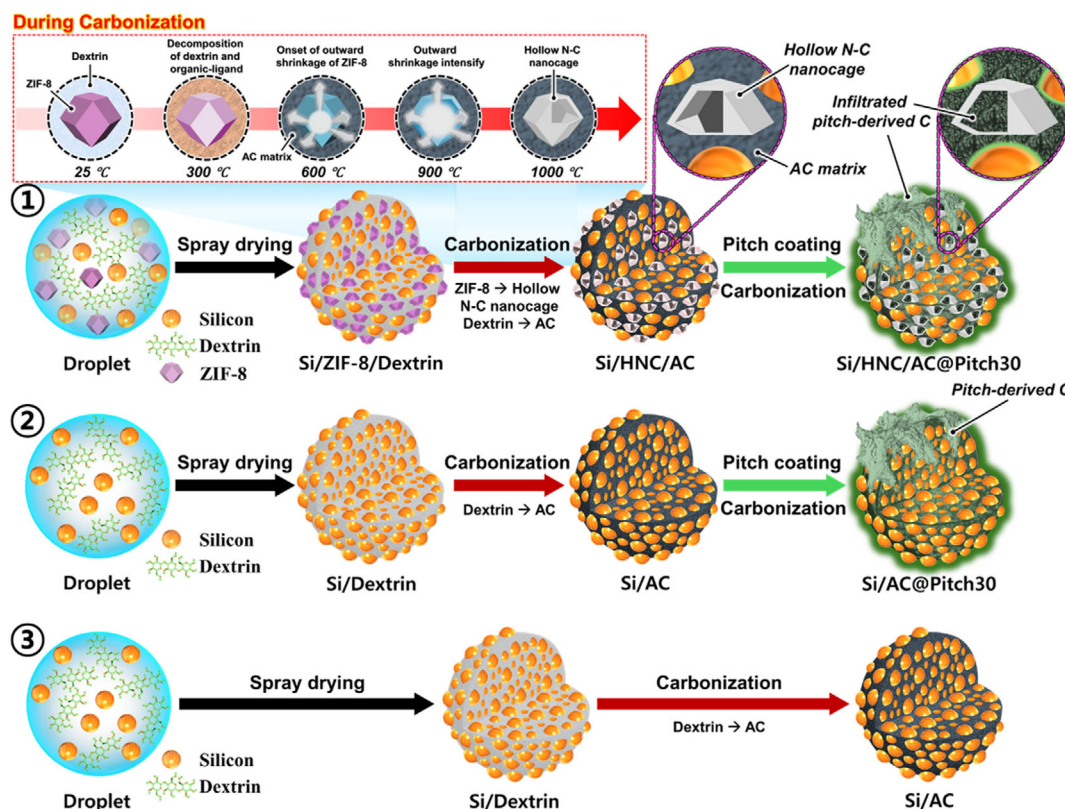 During Carbonization
Dextrin
ZIF-8
Decomposition
of dextrin and
organic-ligand
Onset of outward
shrinkage of ZIF-8
AC matrix
Outward
shrinkage intensify
Hollow N-C
nanocage
25 ℃
300 ℃
600 ℃
900 ℃
1000 ℃
Hollow N-C
nanocage
AC matrix
Infiltrated
pitch-derived C
①
Spray drying
Carbonization
ZIF-8 → Hollow
N-C nanocage
Dextrin → AC
Pitch coating
Carbonization
Silicon
Dextrin
ZIF-8
Droplet
Si/ZIF-8/Dextrin
Si/HNC/AC
Si/HNC/AC@Pitch30
②
Spray drying
Carbonization
Dextrin → AC
Pitch coating
Carbonization
Pitch-derived C
Silicon
Dextrin
Droplet
Si/Dextrin
Si/AC
Si/AC@Pitch30
③
Spray drying
Carbonization
Dextrin → AC
Silicon
Dextrin
Droplet
Si/Dextrin
Si/AC